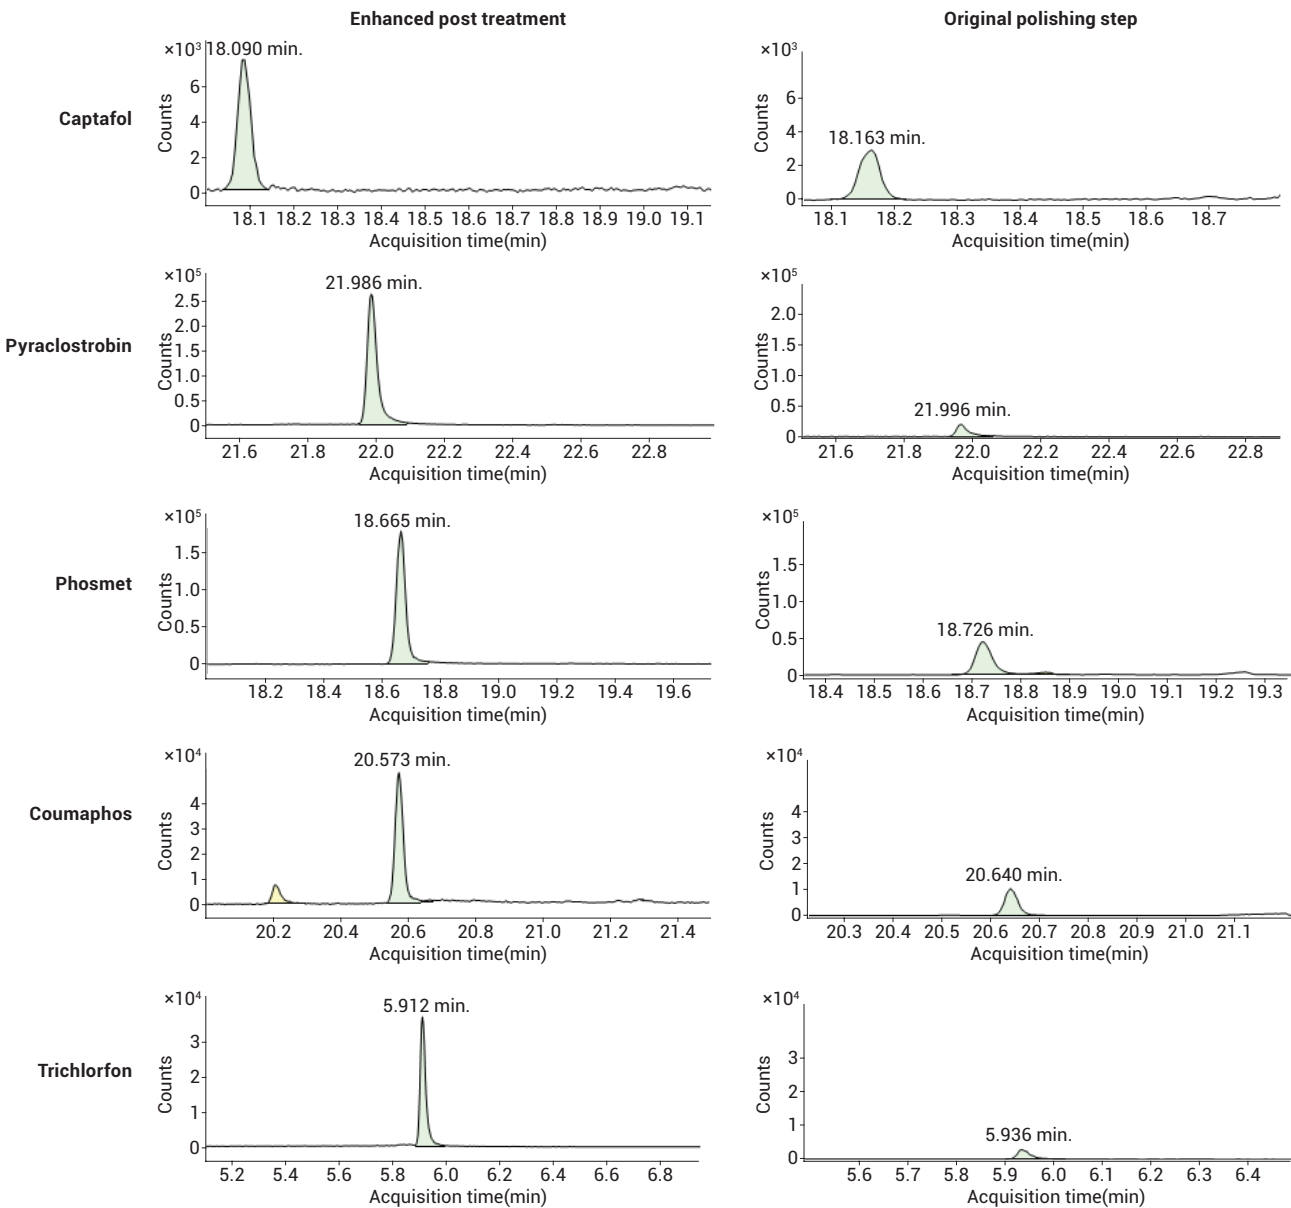 Enhanced post treatment
Original polishing step
Captafol
×10³
18.090 min.
6
4
2
0
Counts
18.1 18.2 18.3 18.4 18.5 18.6 18.7 18.8 18.9 19.0 19.1
Acquisition time(min)
×10³
18.163 min.
6
4
2
0
Counts
18.1 18.2 18.3 18.4 18.5 18.6 18.7
Acquisition time(min)
Pyraclostrobin
×10⁵
21.986 min.
2.5
2.0
1.5
1.0
0.5
0
Counts
21.6 21.8 22.0 22.2 22.4 22.6 22.8
Acquisition time(min)
×10⁵
21.996 min.
2.0
1.5
1.0
0.5
0
Counts
21.6 21.8 22.0 22.2 22.4 22.6 22.8
Acquisition time(min)
Phosmet
×10⁵
18.665 min.
1.5
1.0
0.5
0
Counts
18.2 18.4 18.6 18.8 19.0 19.2 19.4 19.6
Acquisition time(min)
×10⁵
18.726 min.
1.5
1.0
0.5
0
Counts
18.4 18.5 18.6 18.7 18.8 18.9 19.0 19.1 19.2 19.3
Acquisition time(min)
Coumaphos
×10⁴
20.573 min.
4
3
2
1
0
Counts
20.2 20.4 20.6 20.8 21.0 21.2 21.4
Acquisition time(min)
×10⁴
20.640 min.
4
3
2
1
0
Counts
20.3 20.4 20.5 20.6 20.7 20.8 20.9 21.0 21.1
Acquisition time(min)
Trichlorfon
×10⁴
5.912 min.
3
2
1
0
Counts
5.2 5.4 5.6 5.8 6.0 6.2 6.4 6.6 6.8
Acquisition time(min)
×10⁴
5.936 min.
3
2
1
0
Counts
5.6 5.7 5.8 5.9 6.0 6.1 6.2 6.3 6.4
Acquisition time(min)